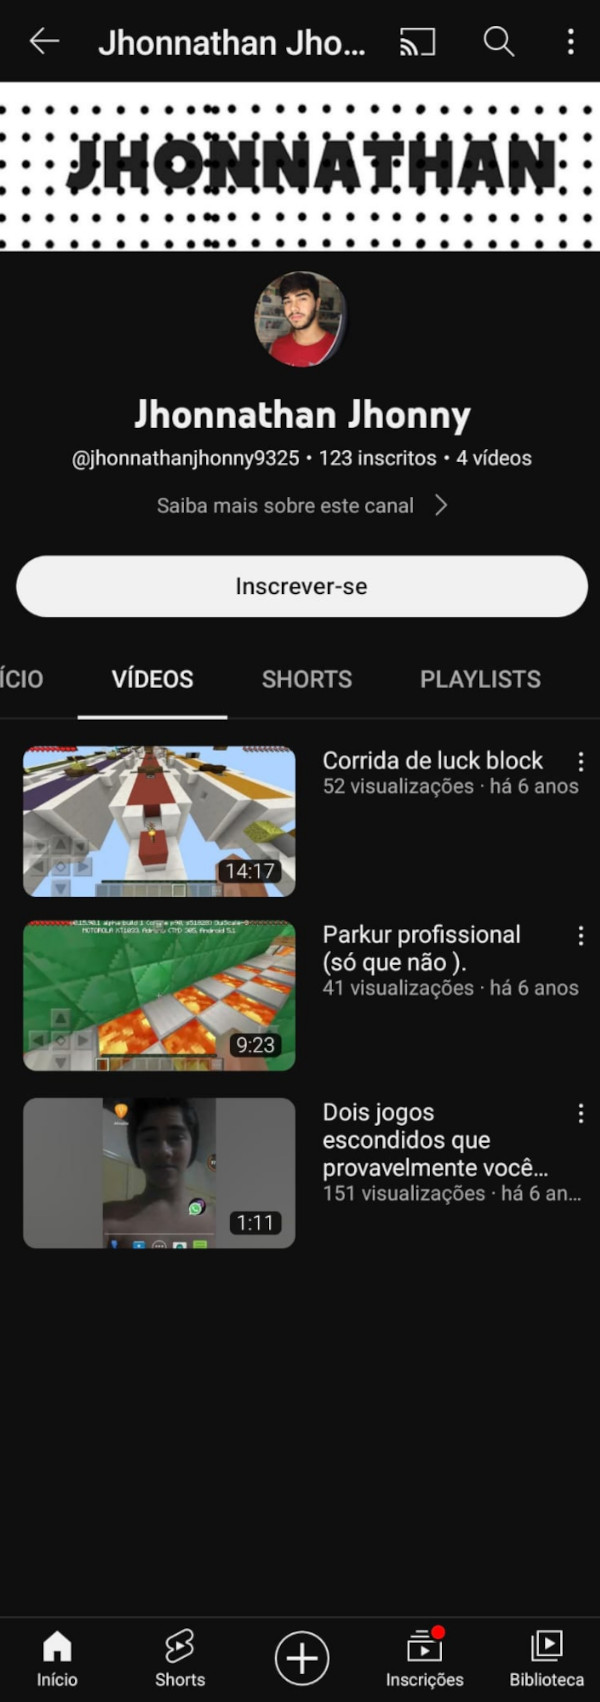 Jhonnathan Jho...
JHONNATHAN
Jhonnathan Jhonny
@jhonnathanjhonny9325 • 123 inscritos • 4 vídeos
Saiba mais sobre este canal
Inscrever-se
ÍCIO VÍDEOS SHORTS PLAYLISTS
Corrida de luck block
52 visualizações · há 6 anos
14:17
Parkur profissional
(só que não ).
41 visualizações · há 6 anos
9:23
Dois jogos
escondidos que
provavelmente você...
151 visualizações · há 6 an...
1:11
Início Shorts Inscrições Biblioteca